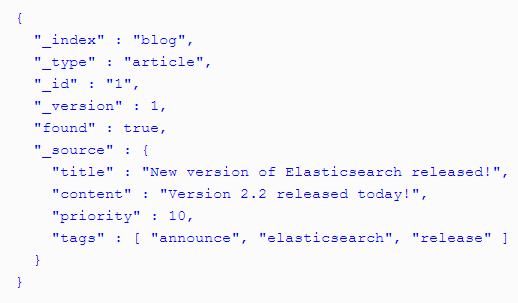 {
"_index" : "blog",
"_type" : "article",
"_id" : "1",
"_version" : 1,
"found" : true,
"_source" : {
"title" : "New version of Elasticsearch released!",
"content" : "Version 2.2 released today!",
"priority" : 10,
"tags" : [ "announce", "elasticsearch", "release" ]
}
}